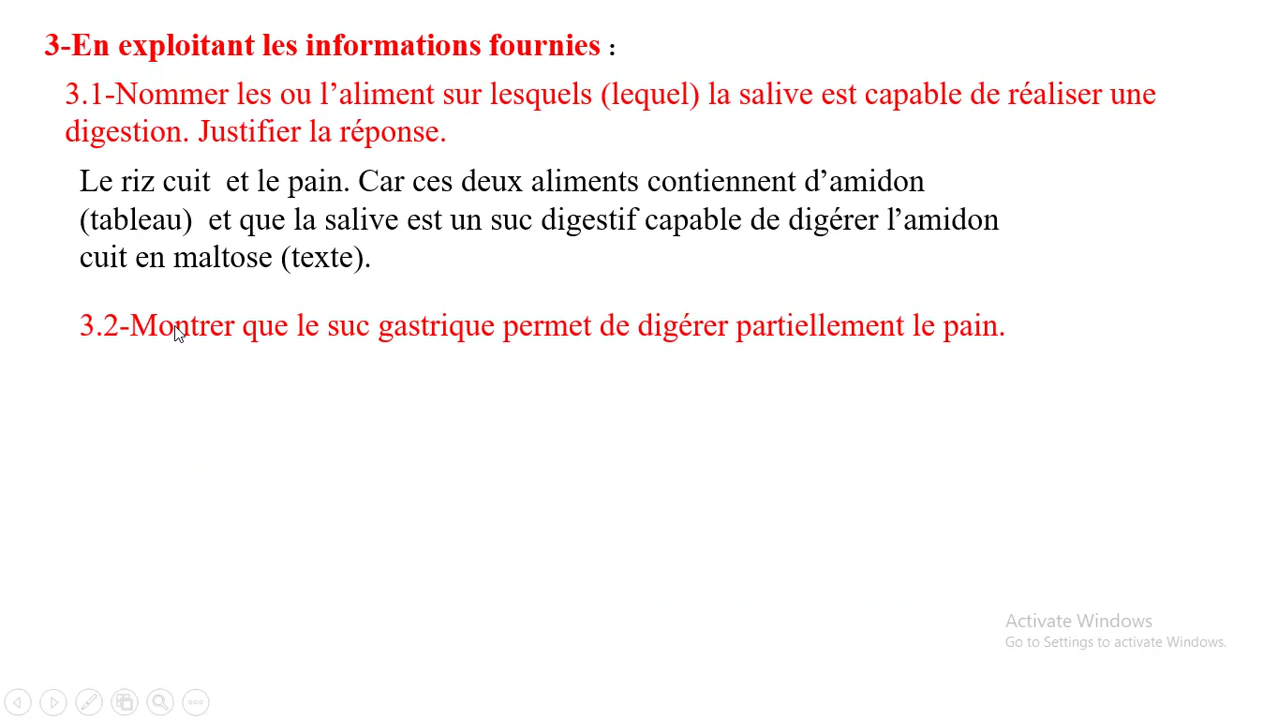 3-En exploitant les informations fournies :
3.1-Nommer les ou l’aliment sur lesquels (lequel) la salive est capable de réaliser une
digestion. Justifier la réponse.
Le riz cuit et le pain. Car ces deux aliments contiennent d’amidon
(tableau) et que la salive est un suc digestif capable de digérer l’amidon
cuit en maltose (texte).
3.2-Montrer que le suc gastrique permet de digérer partiellement le pain.
Activate Windows
Go to Settings to activate Windows.